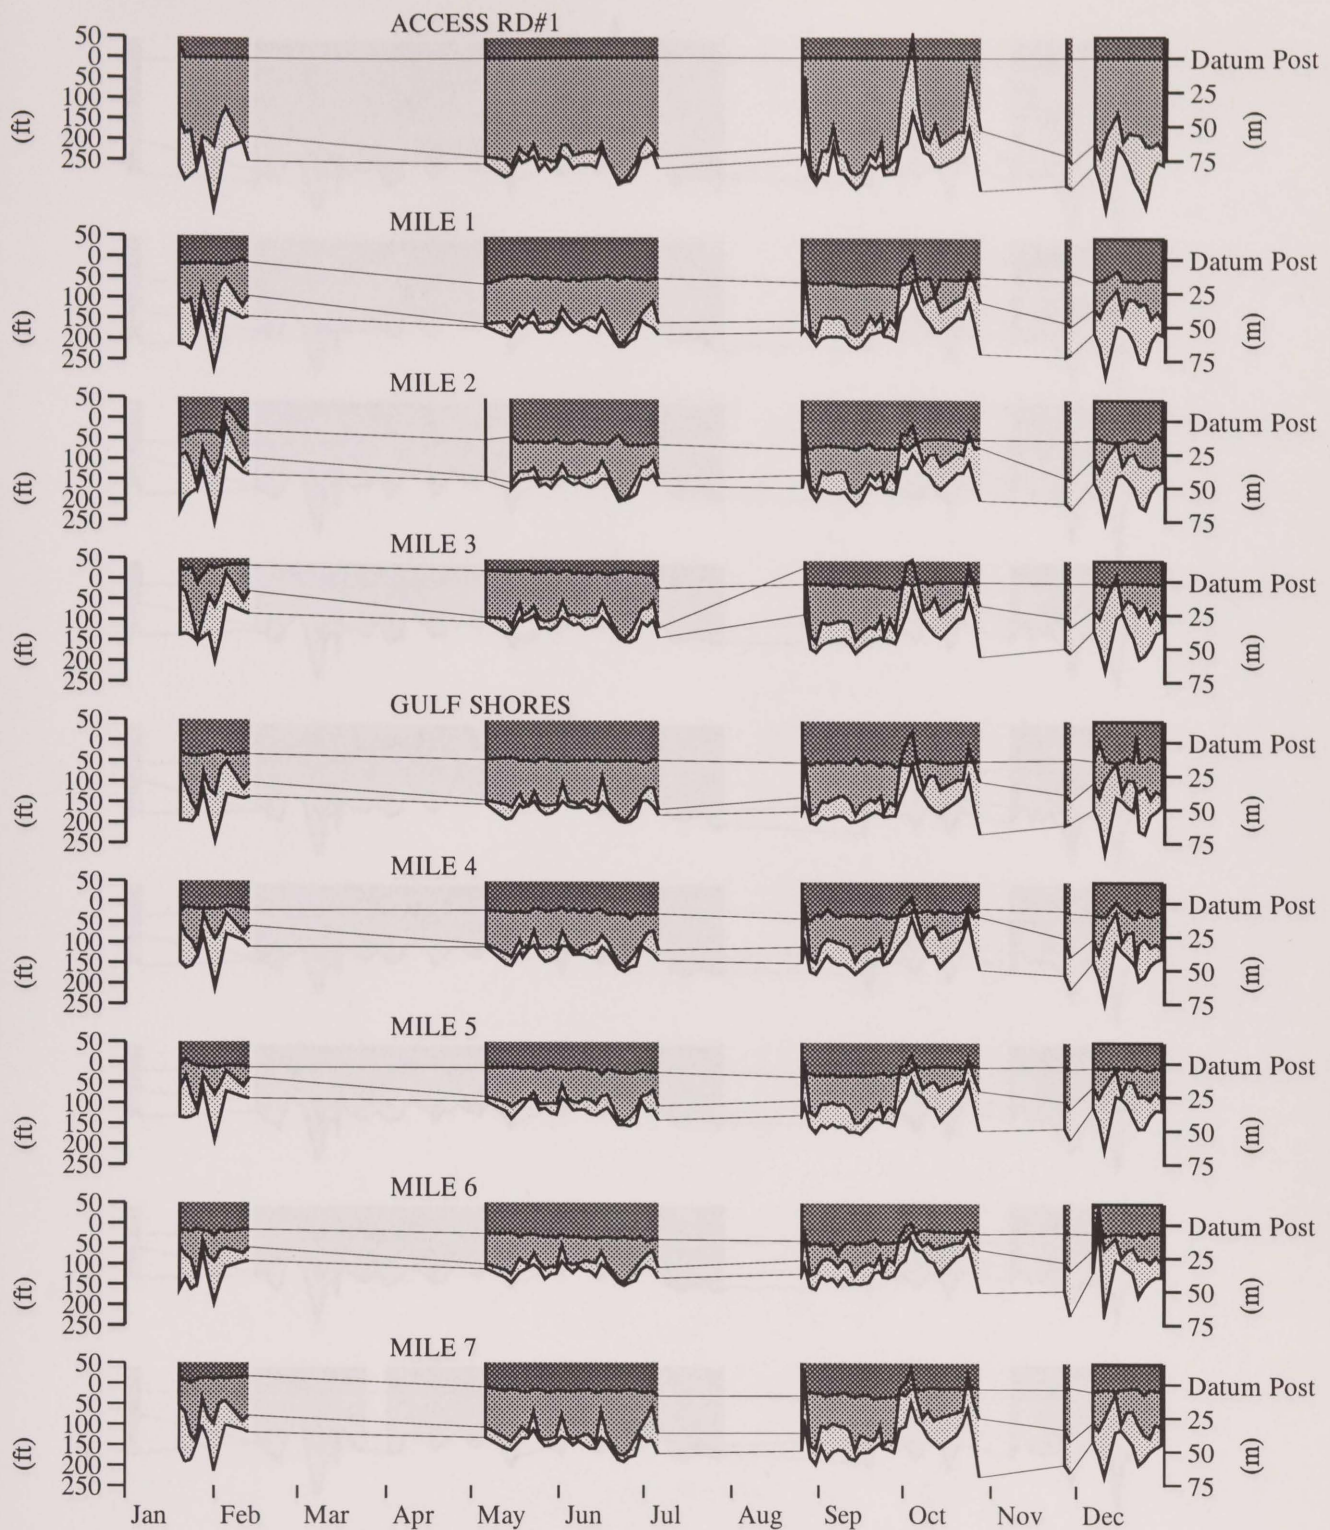 ACCESS RD#1
50
0
50
100
150
200
250
(ft)
Datum Post
25
50
75
(m)
MILE 1
50
0
50
100
150
200
250
(ft)
Datum Post
25
50
75
(m)
MILE 2
50
0
50
100
150
200
250
(ft)
Datum Post
25
50
75
(m)
MILE 3
50
0
50
100
150
200
250
(ft)
Datum Post
25
50
75
(m)
GULF SHORES
50
0
50
100
150
200
250
(ft)
Datum Post
25
50
75
(m)
MILE 4
50
0
50
100
150
200
250
(ft)
Datum Post
25
50
75
(m)
MILE 5
50
0
50
100
150
200
250
(ft)
Datum Post
25
50
75
(m)
MILE 6
50
0
50
100
150
200
250
(ft)
Datum Post
25
50
75
(m)
MILE 7
50
0
50
100
150
200
250
(ft)
Datum Post
25
50
75
(m)
Jan Feb Mar Apr May Jun Jul Aug Sep Oct Nov Dec